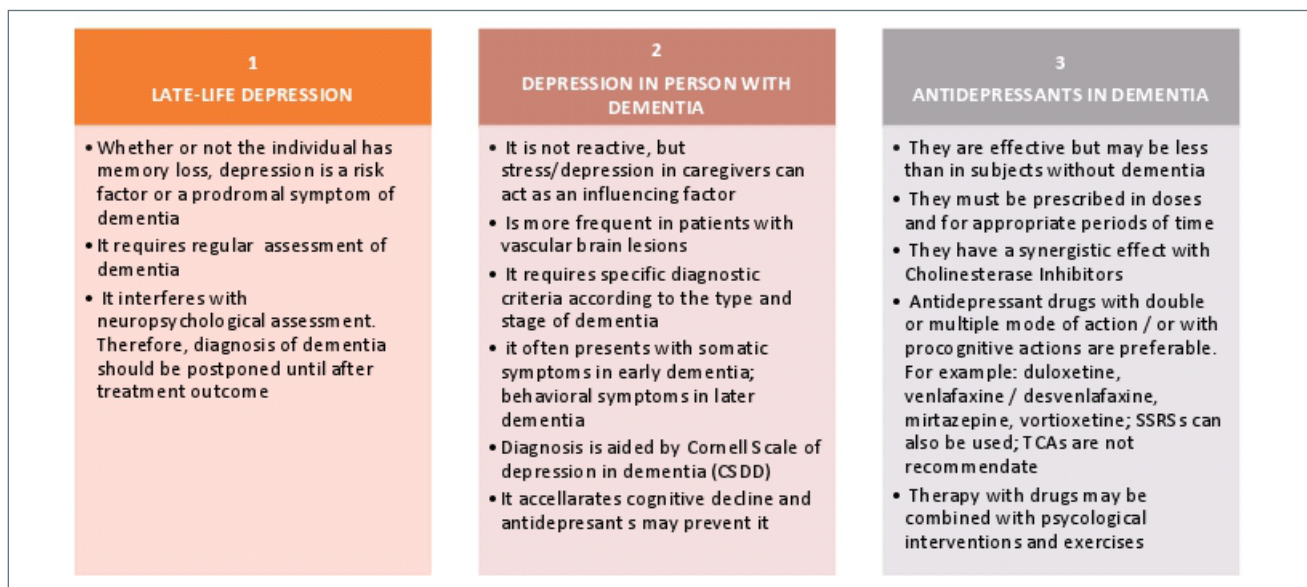 1
LATE-LIFE DEPRESSION
• Whether or not the individual has
memory loss, depression is a risk
factor or a prodromal symptom of
dementia
• It requires regular assessment of
dementia
• It interferes with
neuropsychological assessment.
Therefore, diagnosis of dementia
should be postponed until after
treatment outcome
2
DEPRESSION IN PERSON WITH
DEMENTIA
• It is not reactive, but
stress/depression in caregivers can
act as an influencing factor
• Is more frequent in patients with
vascular brain lesions
• It requires specific diagnostic
criteria according to the type and
stage of dementia
• it often presents with somatic
symptoms in early dementia;
behavioral symptoms in later
dementia
• Diagnosis is aided by Cornell Scale of
depression in dementia (CSDD)
• It accellarates cognitive decline and
antidepresant s may prevent it
3
ANTIDEPRESSANTS IN DEMENTIA
• They are effective but may be less
than in subjects without dementia
• They must be prescribed in doses
and for appropriate periods of time
• They have a synergistic effect with
Cholinesterase Inhibitors
• Antidepressant drugs with double
or multiple mode of action / or with
procognitive actions are preferable.
For example: duloxetine,
venlafaxine / desvenlafaxine,
mirtazepine, vortioxetine; SSRSs can
also be used; TCAs are not
recommendate
• Therapy with drugs may be
combined with psycological
interventions and exercises